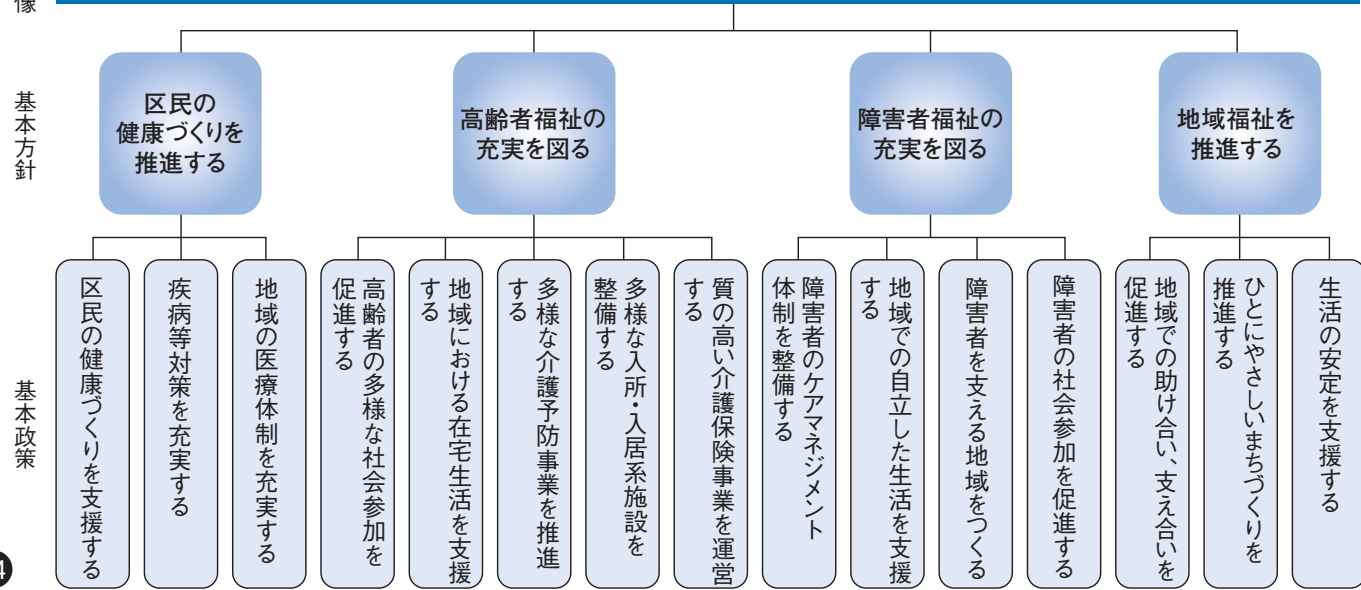 像
基本方針
区民の
健康づくりを
推進する
高齢者福祉の
充実を図る
障害者福祉の
充実を図る
地域福祉を
推進する
基本政策
区民の健康づくりを支援する
疾病等対策を充実する
地域の医療体制を充実する
高齢者の多様な社会参加を
促進する
地域における在宅生活を支援
する
多様な介護予防事業を推進
する
多様な入所・入居系施設を
整備する
質の高い介護保険事業を運営
する
障害者のケアマネジメント
体制を整備する
地域での自立した生活を支援
する
障害者を支える地域をつくる
障害者の社会参加を促進する
地域での助け合い、支え合いを
促進する
ひとにやさしいまちづくりを
推進する
生活の安定を支援する
4